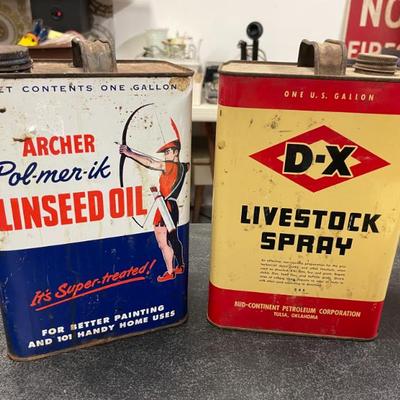 ET CONTENTS ONE GALLON
ARCHER
Pol-mer-ik
LINSEED OIL
It's Super-treated!
FOR BETTER PAINTING
AND 101 HANDY HOME USES
ONE U.S. GALLON
D-X
LIVESTOCK
SPRAY
MID-CONTINENT PETROLEUM CORPORATION
TULSA, OKLAHOMA
NO
FIRE